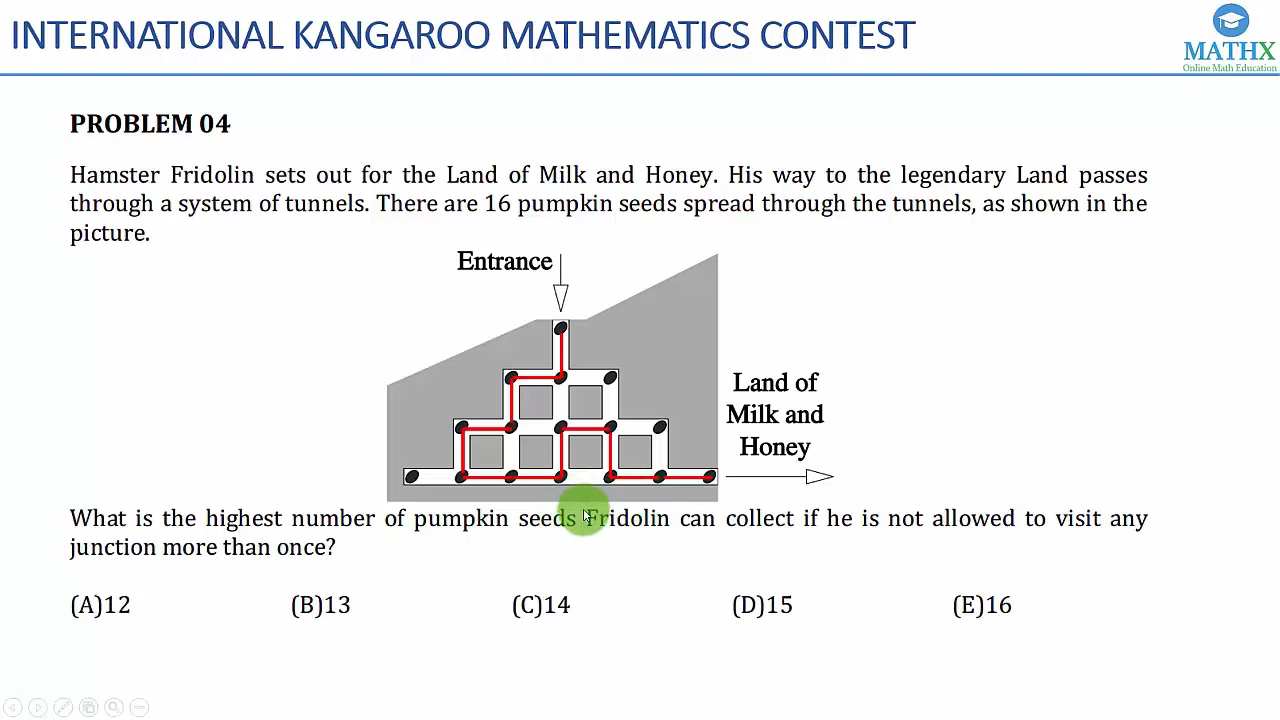 INTERNATIONAL KANGAROO MATHEMATICS CONTEST
MATHX
Online Math Education
PROBLEM 04
Hamster Fridolin sets out for the Land of Milk and Honey. His way to the legendary Land passes
through a system of tunnels. There are 16 pumpkin seeds spread through the tunnels, as shown in the
picture.
Entrance
Land of
Milk and
Honey
What is the highest number of pumpkin seeds Fridolin can collect if he is not allowed to visit any
junction more than once?
(A)12 (B)13 (C)14 (D)15 (E)16